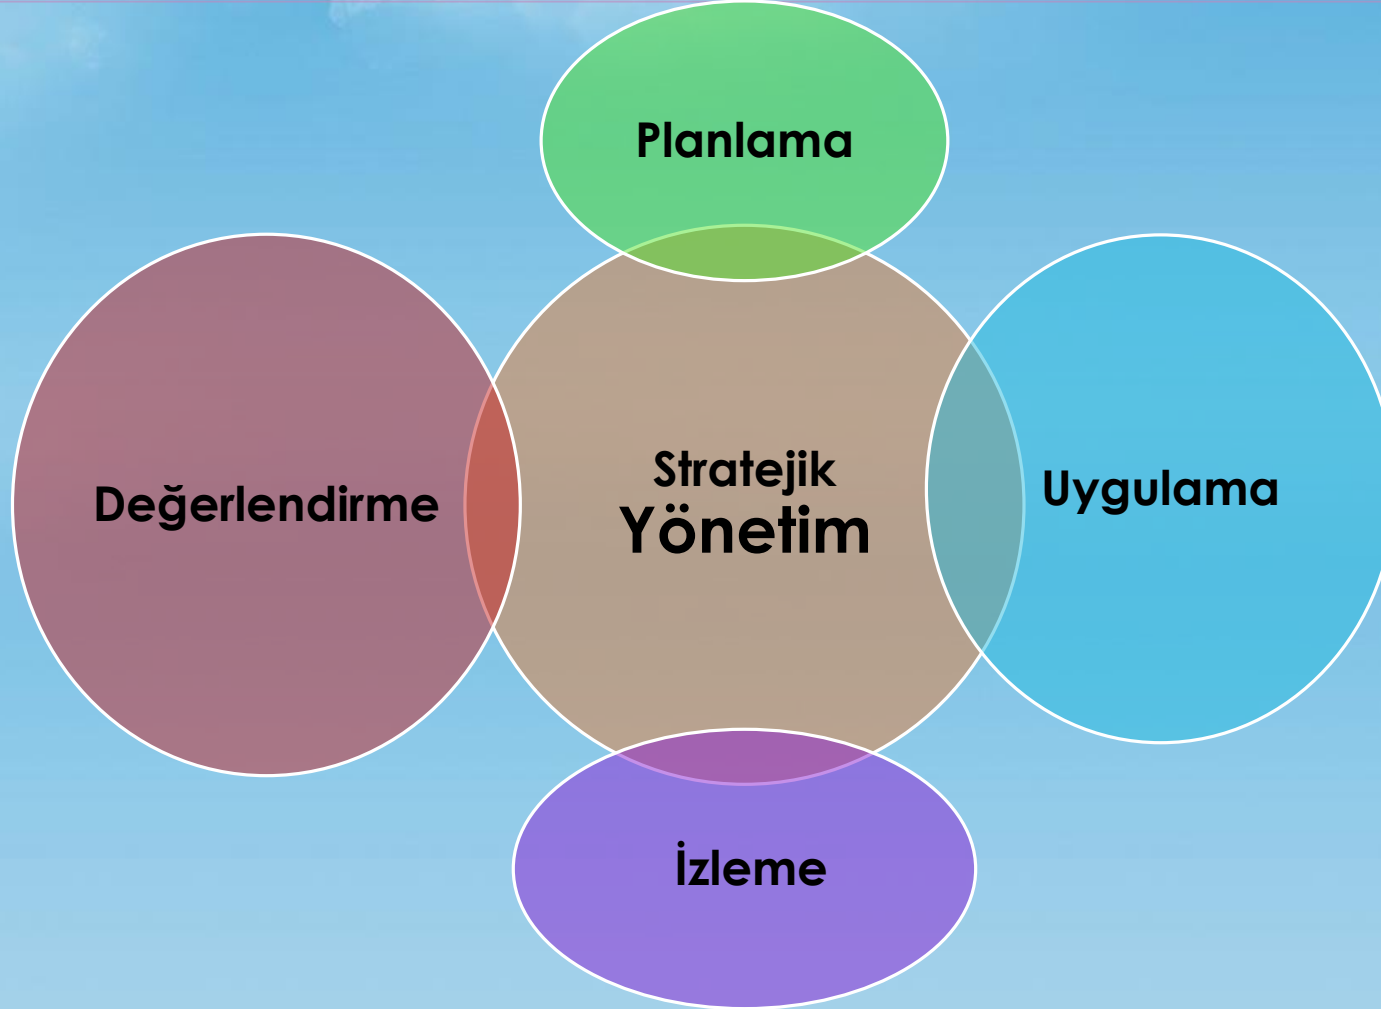 Planlama
Değerlendirme
Stratejik
Yönetim
Uygulama
İzleme